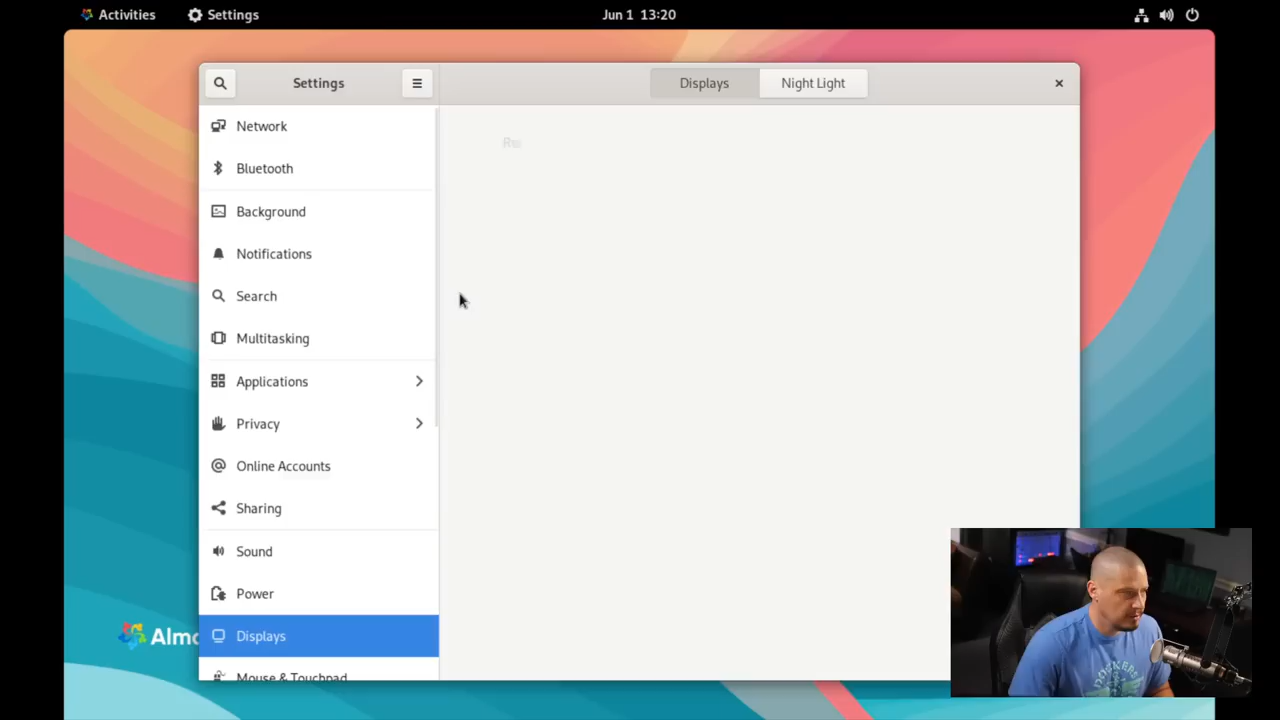 Activities
Settings
Jun 1 13:20
Settings
Displays
Night Light
Network
Bluetooth
Background
Notifications
Search
Multitasking
Applications
Privacy
Online Accounts
Sharing
Sound
Power
Displays
Mouse & Touchpad
DOCKERS